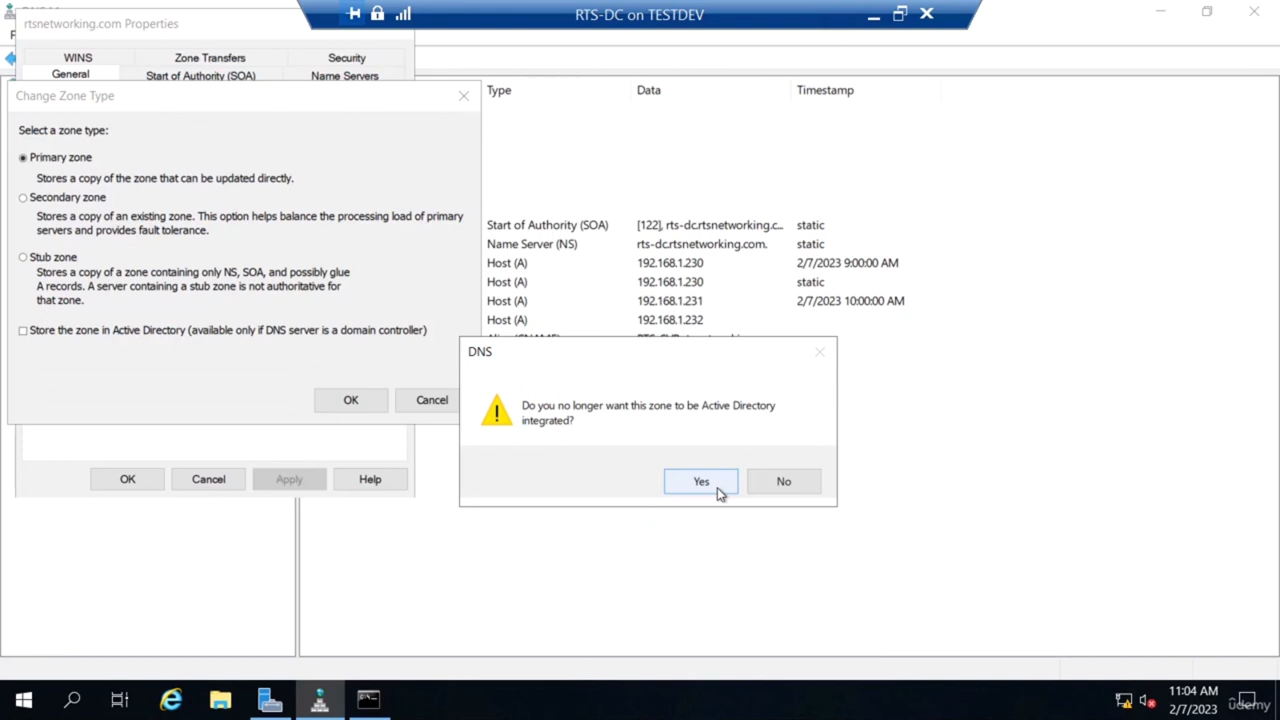 RTS-DC on TESTDEV
rtsnetworking.com Properties
WINS
Zone Transfers
Security
General
Start of Authority (SOA)
Name Servers
Change Zone Type
Select a zone type:
Primary zone
Stores a copy of the zone that can be updated directly.
Secondary zone
Stores a copy of an existing zone. This option helps balance the processing load of primary
servers and provides fault tolerance.
Stub zone
Stores a copy of a zone containing only NS, SOA, and possibly glue
A records. A server containing a stub zone is not authoritative for
that zone.
Store the zone in Active Directory (available only if DNS server is a domain controller)
OK
Cancel
OK
Cancel
Apply
Help
Type
Data
Timestamp
Start of Authority (SOA)
[122], rts-dc.rtsnetworking.c...
static
Name Server (NS)
rts-dc.rtsnetworking.com.
static
Host (A)
192.168.1.230
2/7/2023 9:00:00 AM
Host (A)
192.168.1.230
static
Host (A)
192.168.1.231
2/7/2023 10:00:00 AM
Host (A)
192.168.1.232
DNS
Do you no longer want this zone to be Active Directory
integrated?
Yes
No
11:04 AM
2/7/2023
udemy